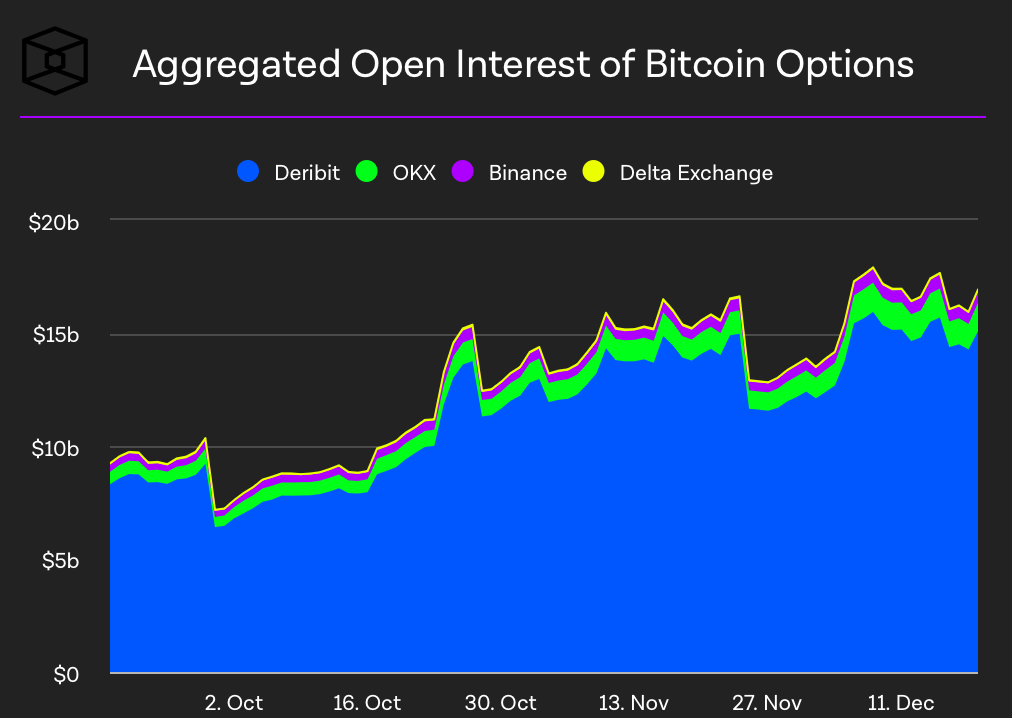 Aggregated Open Interest of Bitcoin Options
Deribit OKX Binance Delta Exchange
$20b
$15b
$10b
$5b
$0
2. Oct 16. Oct 30. Oct 13. Nov 27. Nov 11. Dec